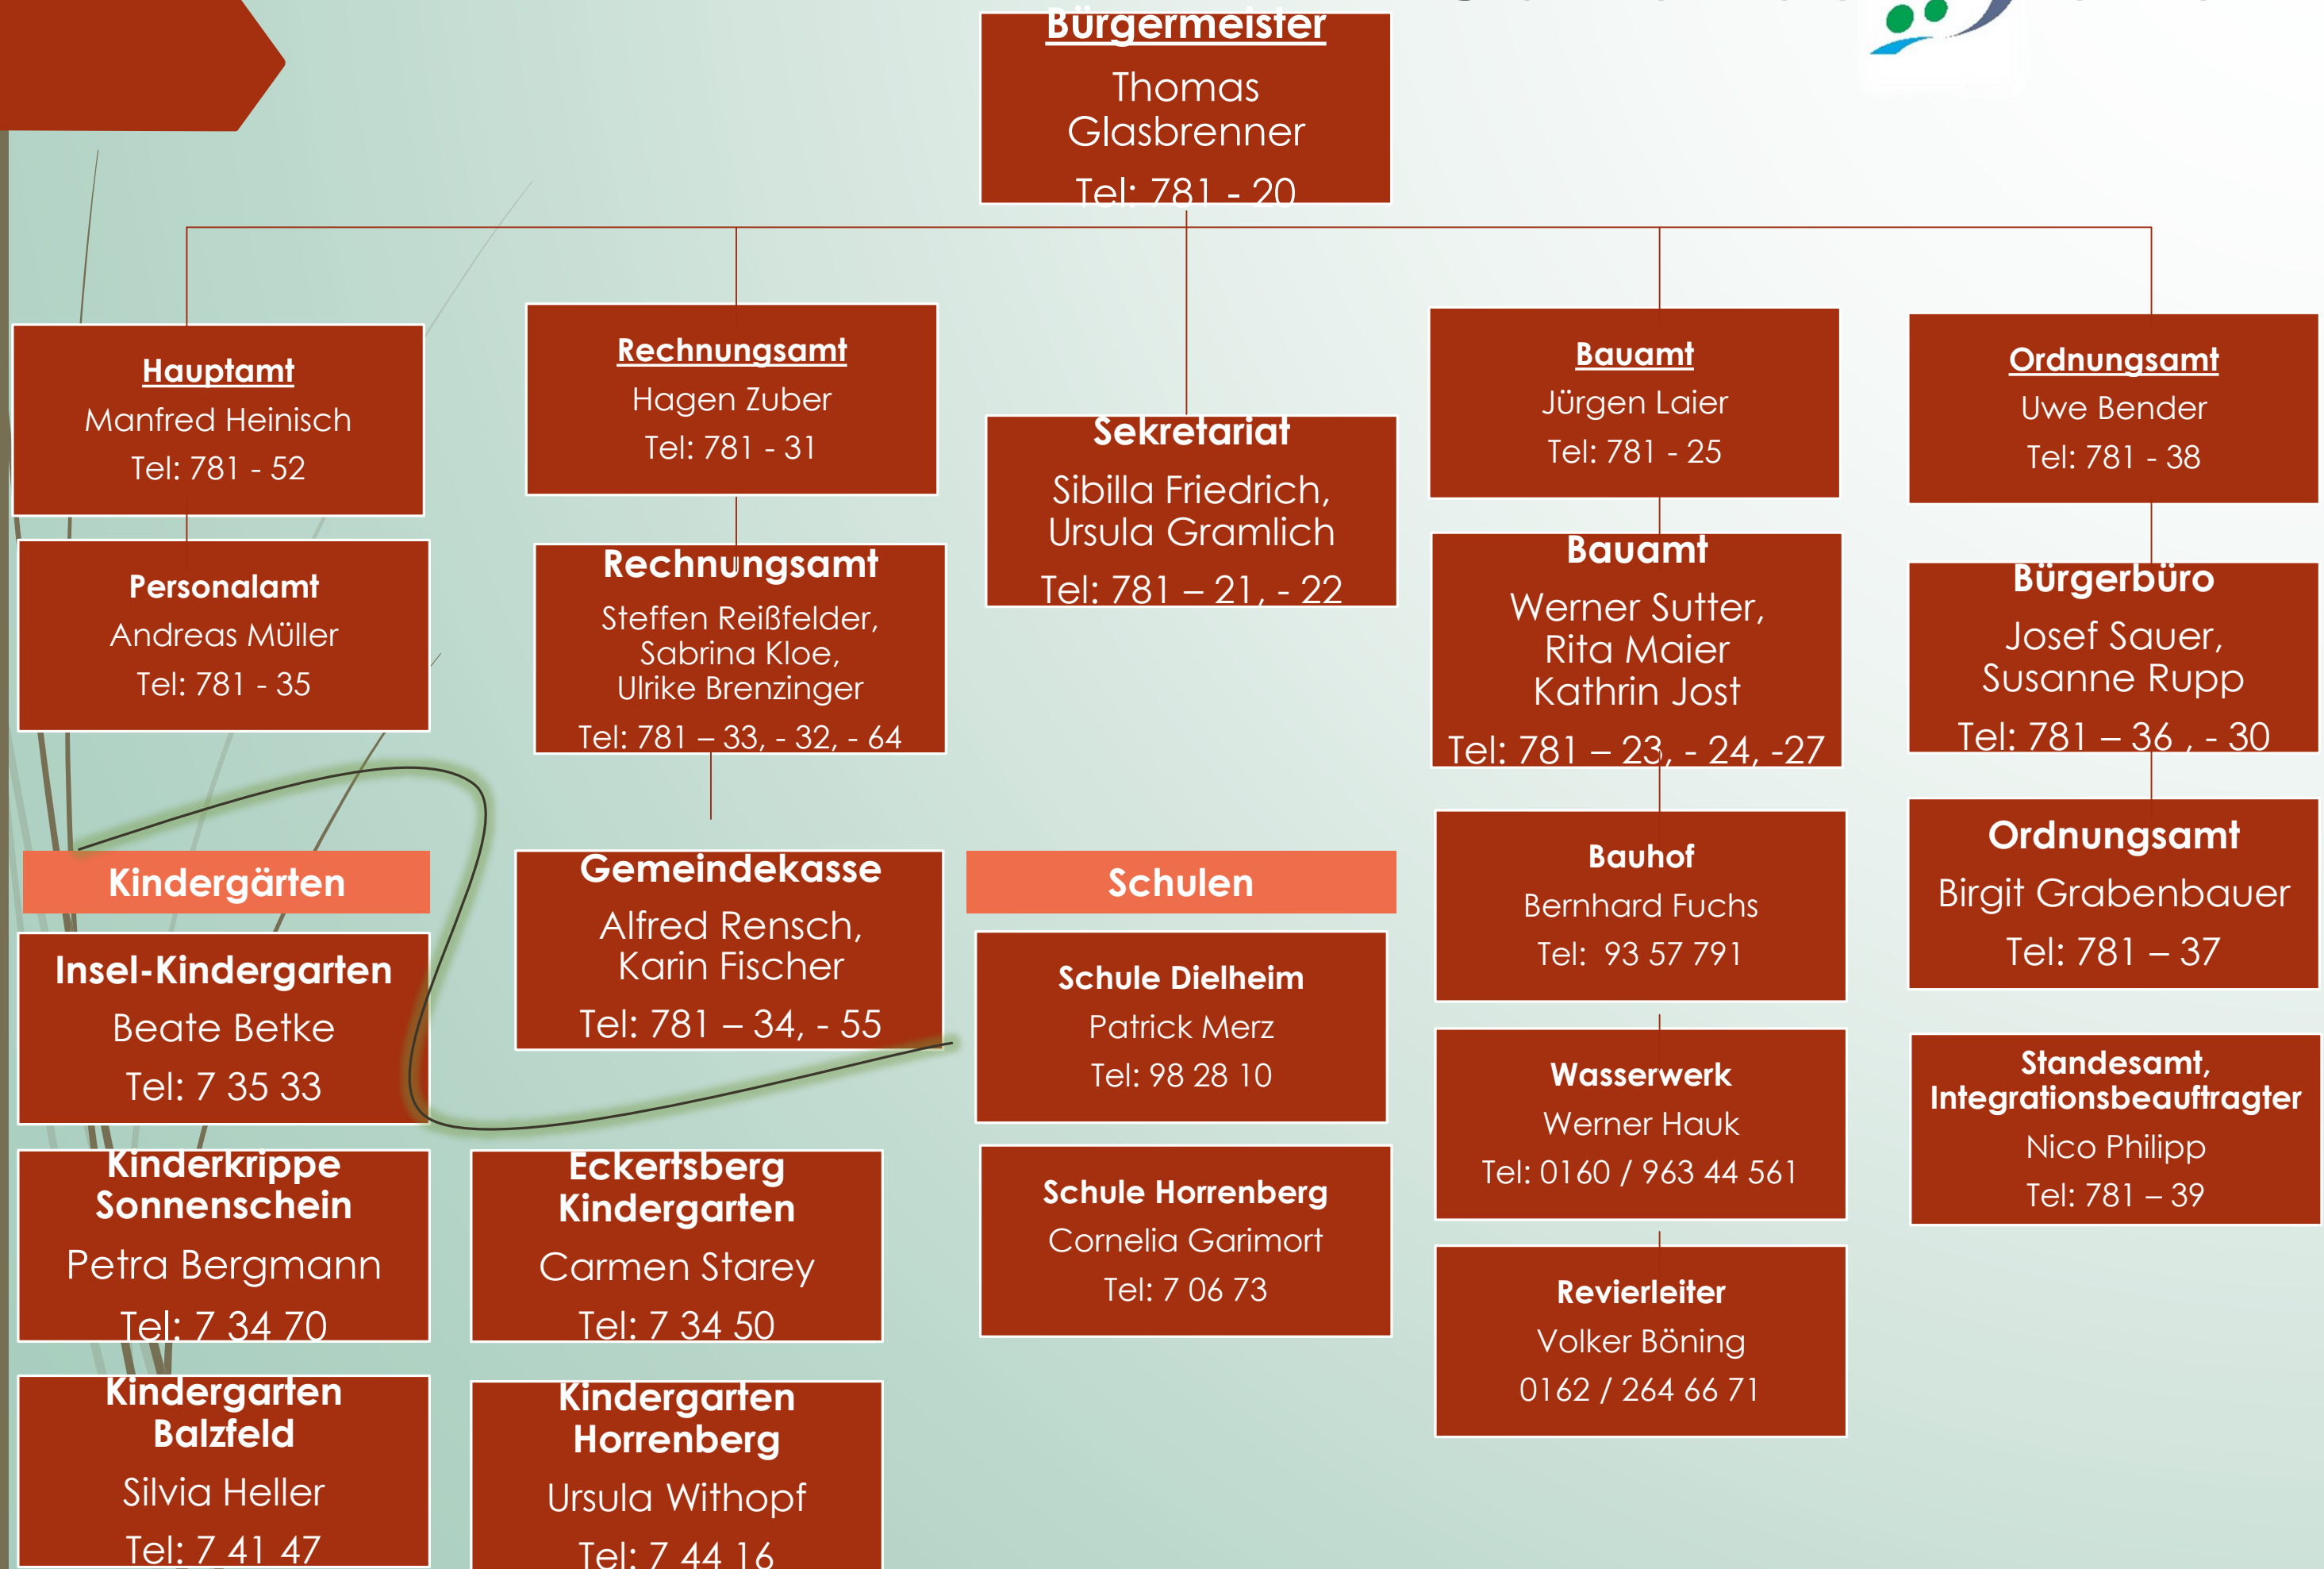 Bürgermeister
Thomas
Glasbrenner
Tel: 781 - 20
Hauptamt
Manfred Heinisch
Tel: 781 - 52
Personalamt
Andreas Müller
Tel: 781 - 35
Rechnungsamt
Hagen Zuber
Tel: 781 - 31
Rechnungsamt
Steffen Reißfelder,
Sabrina Kloe,
Ulrike Brenzinger
Tel: 781 – 33, - 32, - 64
Gemeindekasse
Alfred Rensch,
Karin Fischer
Tel: 781 – 34, - 55
Sekretariat
Sibilla Friedrich,
Ursula Gramlich
Tel: 781 – 21, - 22
Bauamt
Jürgen Laier
Tel: 781 - 25
Bauamt
Werner Sutter,
Rita Maier
Kathrin Jost
Tel: 781 – 23, - 24, -27
Bauhof
Bernhard Fuchs
Tel: 93 57 791
Wasserwerk
Werner Hauk
Tel: 0160 / 963 44 561
Revierleiter
Volker Böning
0162 / 264 66 71
Ordnungsamt
Uwe Bender
Tel: 781 - 38
Bürgerbüro
Josef Sauer,
Susanne Rupp
Tel: 781 – 36 , - 30
Ordnungsamt
Birgit Grabenbauer
Tel: 781 – 37
Standesamt,
Integrationsbeauftragter
Nico Philipp
Tel: 781 – 39
Kindergärten
Insel-Kindergarten
Beate Betke
Tel: 7 35 33
Kinderkrippe
Sonnenschein
Petra Bergmann
Tel: 7 34 70
Eckertsberg
Kindergarten
Carmen Starey
Tel: 7 34 50
Kindergarten
Balzfeld
Silvia Heller
Tel: 7 41 47
Kindergarten
Horrenberg
Ursula Withopf
Tel: 7 44 16
Schulen
Schule Dielheim
Patrick Merz
Tel: 98 28 10
Schule Horrenberg
Cornelia Garimort
Tel: 7 06 73